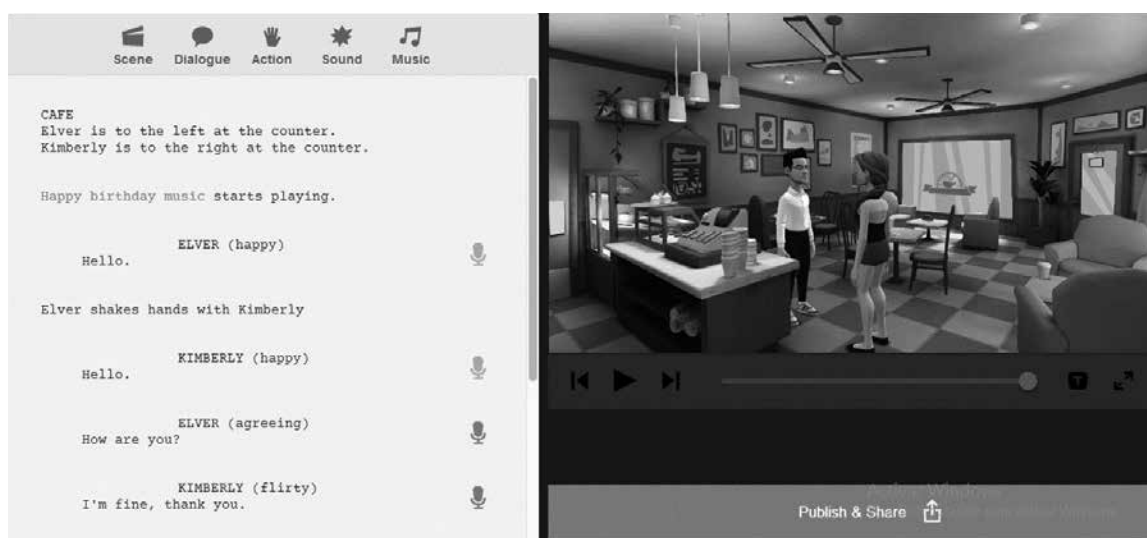 Scene Dialogue Action Sound Music
CAFE
Elver is to the left at the counter.
Kimberly is to the right at the counter.
Happy birthday music starts playing.
ELVER (happy)
Hello.
Elver shakes hands with Kimberly
KIMBERLY (happy)
Hello.
ELVER (agreeing)
How are you?
KIMBERLY (flirty)
I'm fine, thank you.
T
Publish & Share